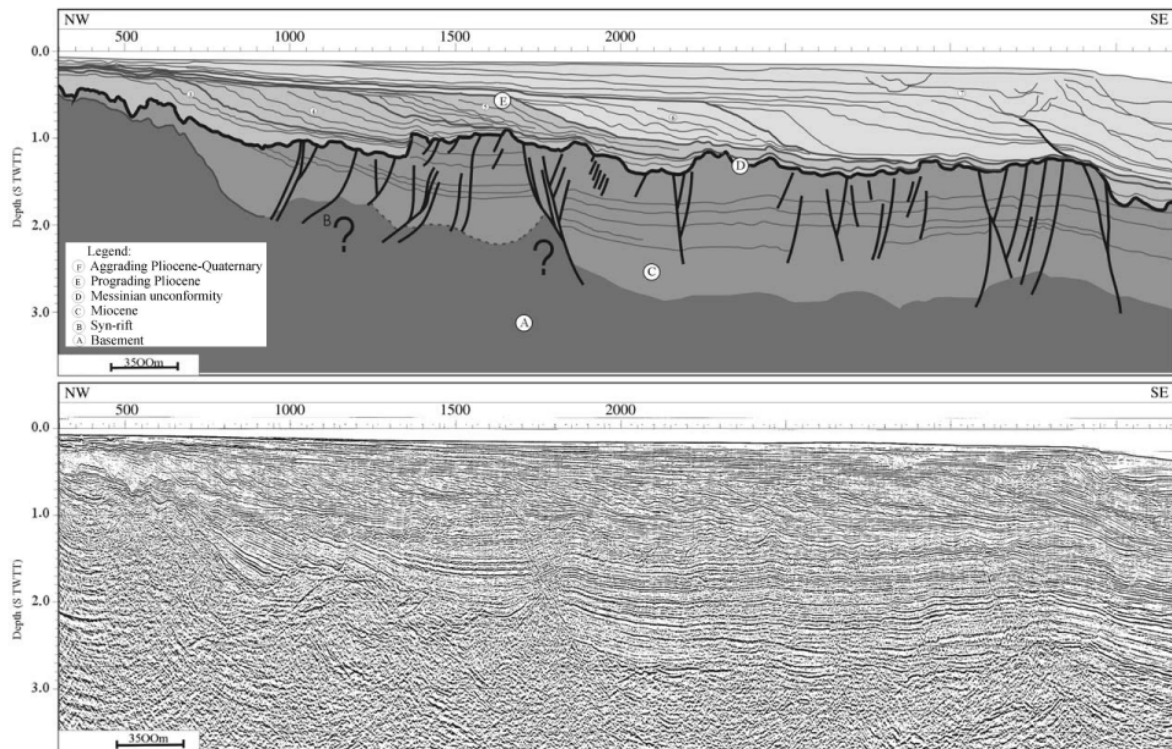 NW SE
500 1000 1500 2000
0.0
1.0
2.0
3.0
Depth (S TWTT)
F
D
B
?
?
C
A
Legend:
F Aggrading Pliocene-Quaternary
E Prograding Pliocene
D Messinian unconformity
C Miocene
B Syn-rift
A Basement
3500m
NW SE
500 1000 1500 2000
0.0
1.0
2.0
3.0
Depth (S TWTT)
3500m